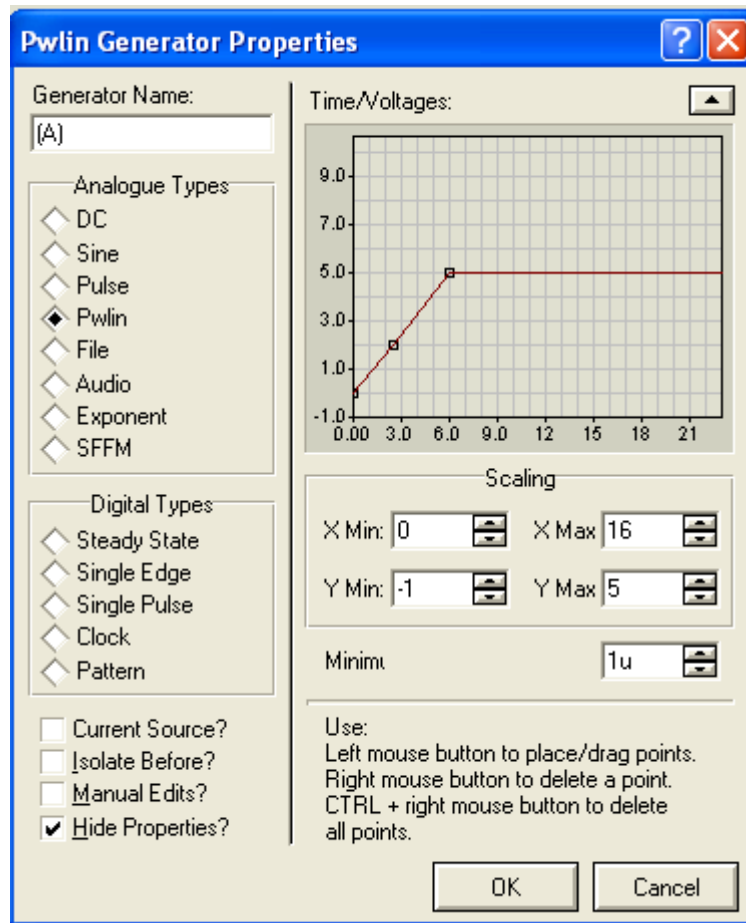 Pwlin Generator Properties
Generator Name:
(A)
Analogue Types
DC
Sine
Pulse
Pwlin
File
Audio
Exponent
SFFM
Digital Types
Steady State
Single Edge
Single Pulse
Clock
Pattern
Current Source?
Isolate Before?
Manual Edits?
Hide Properties?
Time/Voltages:
9.0
7.0
5.0
3.0
1.0
-1.0
0.00 3.0 6.0 9.0 12 15 18 21
Scaling
X Min: 0 X Max 16
Y Min: -1 Y Max 5
Minimu 1u
Use:
Left mouse button to place/drag points.
Right mouse button to delete a point.
CTRL + right mouse button to delete
all points.
OK Cancel